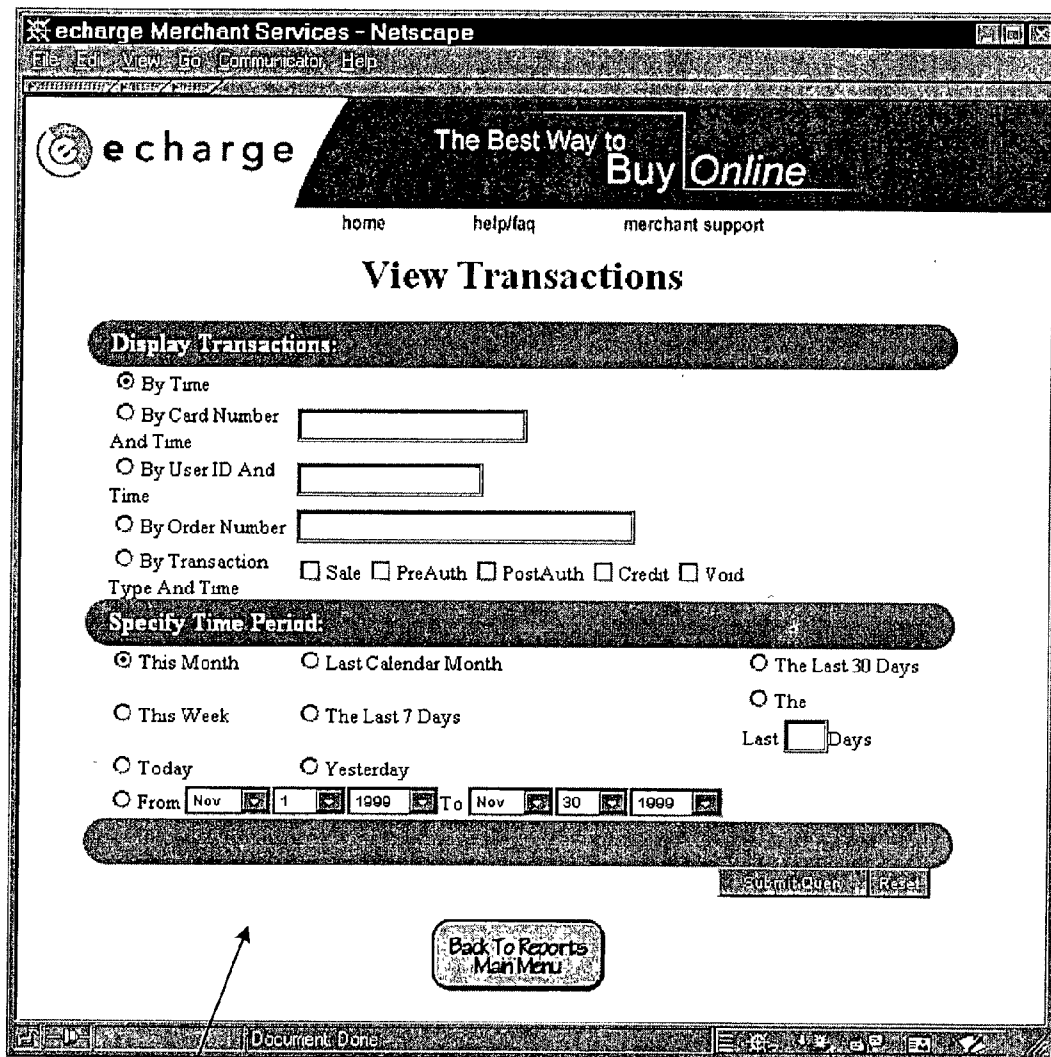 echarge Merchant Services - Netscape
File Edit View Go Communicator Help
echarge
The Best Way to
Buy Online
home help/faq merchant support
View Transactions
Display Transactions:
By Time
By Card Number
And Time
By User ID And
Time
By Order Number
By Transaction
Type And Time
Sale PreAuth PostAuth Credit Void
Specify Time Period:
This Month Last Calendar Month The Last 30 Days
This Week The Last 7 Days The
Last Days
Today Yesterday
From Nov 1 1999 To Nov 30 1999
Submit Query Reset
Back To Reports
Main Menu
Document: Done